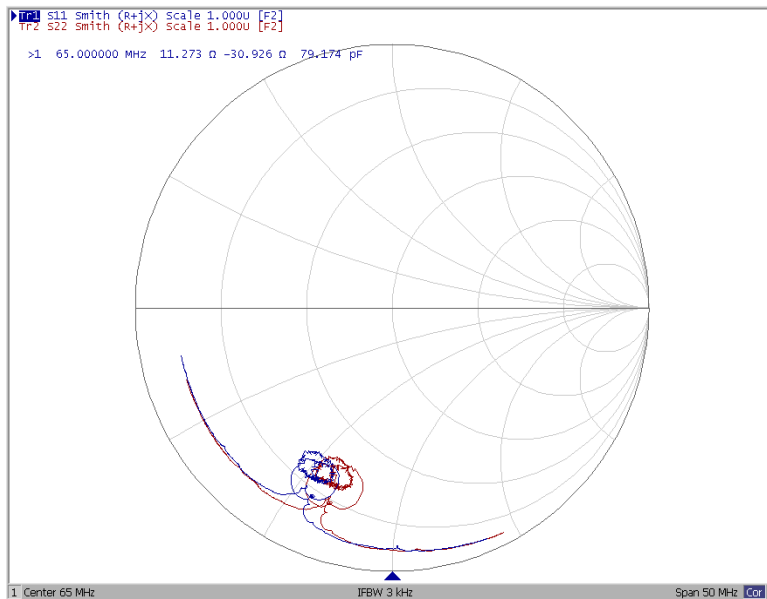 Tr1 S11 Smith (R+jX) Scale 1.000U [F2]
Tr2 S22 Smith (R+jX) Scale 1.000U [F2]
>1 65.000000 MHz 11.273 Ω -30.926 Ω 79.174 pF
1 Center 65 MHz IFBW 3 kHz Span 50 MHz Cor